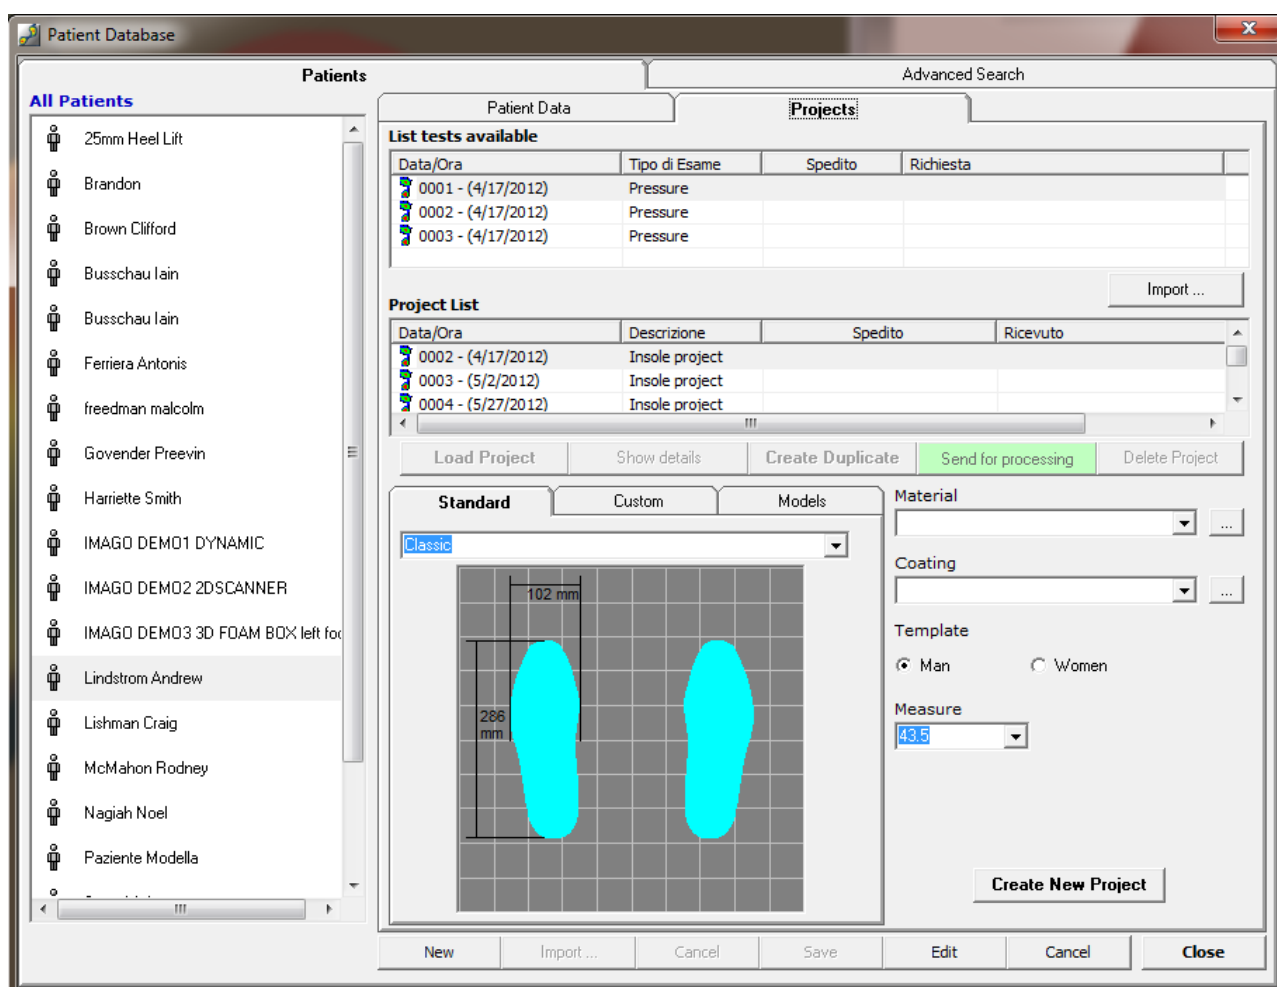 Patient Database
x
Patients
Advanced Search
All Patients
25mm Heel Lift
Brandon
Brown Clifford
Busschau Iain
Busschau Iain
Ferriera Antonis
freedman malcolm
Govender Preevin
Harriette Smith
IMAGO DEMO1 DYNAMIC
IMAGO DEMO2 2DSCANNER
IMAGO DEMO3 3D FOAM BOX left foo
Lindstrom Andrew
Lishman Craig
McMahon Rodney
Nagiah Noel
Paziente Modella
Patient Data
Projects
List tests available
Data/Ora Tipo di Esame Spedito Richiesta
0001 - (4/17/2012) Pressure
0002 - (4/17/2012) Pressure
0003 - (4/17/2012) Pressure
Import ...
Project List
Data/Ora Descrizione Spedito Ricevuto
0002 - (4/17/2012) Insole project
0003 - (5/2/2012) Insole project
0004 - (5/27/2012) Insole project
Load Project Show details Create Duplicate Send for processing Delete Project
Standard Custom Models
Classic
102 mm
286
mm
Material
...
Coating
...
Template
Man Women
Measure
43.5
Create New Project
New Import ... Cancel Save Edit Cancel Close